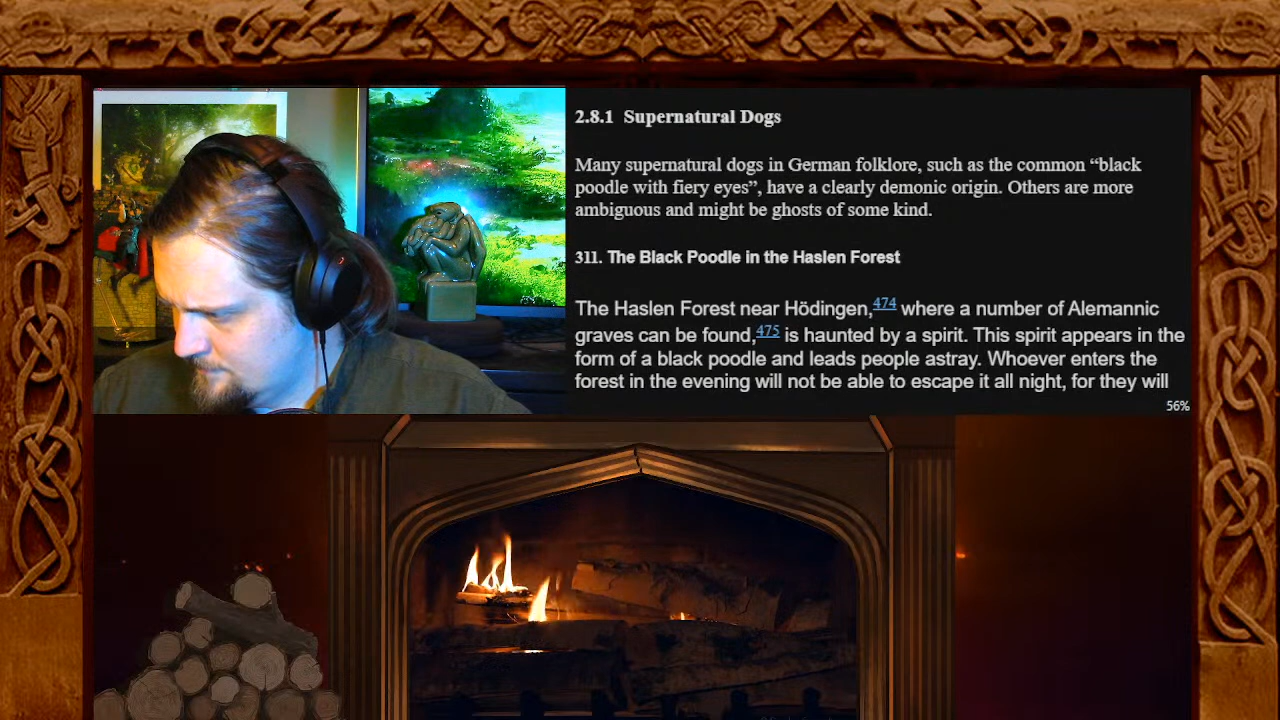 2.8.1 Supernatural Dogs
Many supernatural dogs in German folklore, such as the common “black
poodle with fiery eyes”, have a clearly demonic origin. Others are more
ambiguous and might be ghosts of some kind.
311. The Black Poodle in the Haslen Forest
The Haslen Forest near Hödingen,474 where a number of Alemannic
graves can be found,475 is haunted by a spirit. This spirit appears in the
form of a black poodle and leads people astray. Whoever enters the
forest in the evening will not be able to escape it all night, for they will
56%